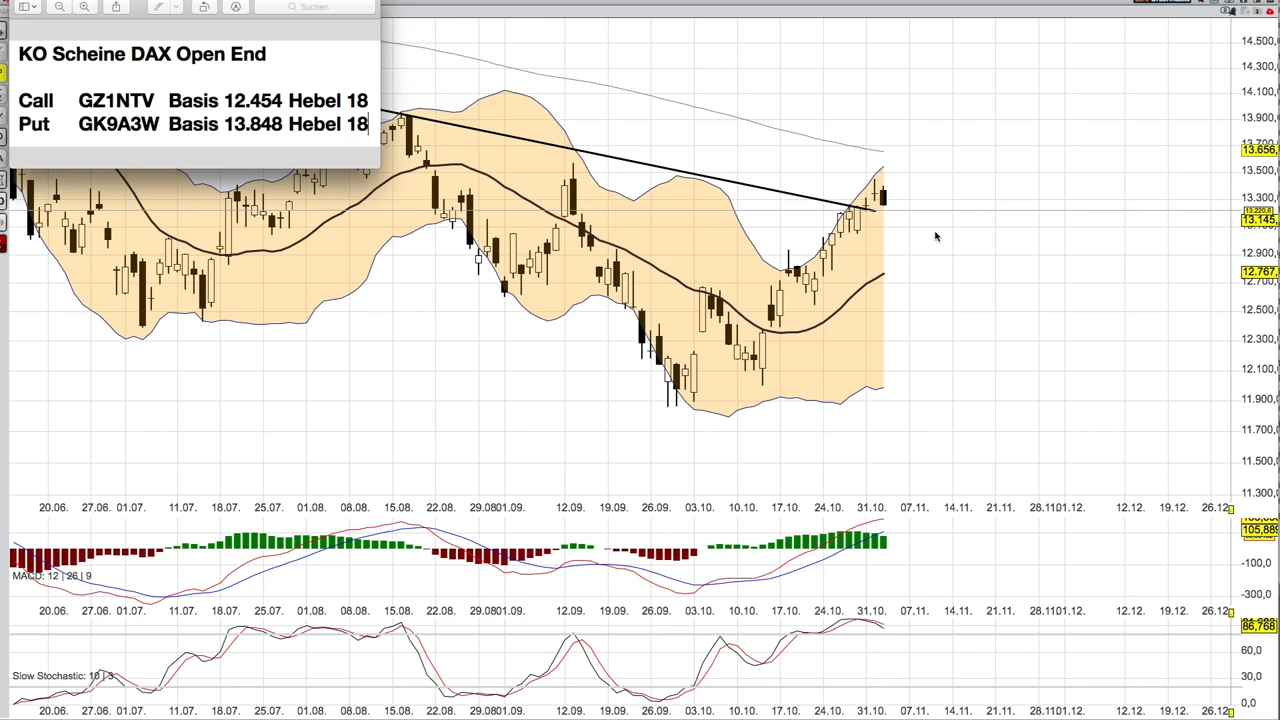 Suchen
KO Scheine DAX Open End
Call GZ1NTV Basis 12.454 Hebel 18
Put GK9A3W Basis 13.848 Hebel 18
14.500,
14.300,
14.100,
13.900,
13.656,
13.500,
13.300,
13.145,
12.900,
12.767,
12.500,
12.300,
12.100,
11.900,
11.700,
11.500,
11.300,
20.06. 27.06. 01.07. 11.07. 18.07. 25.07. 01.08. 08.08. 15.08. 22.08. 29.08 01.09. 12.09. 19.09. 26.09. 03.10. 10.10. 17.10. 24.10. 31.10. 07.11. 14.11. 21.11. 28.11 01.12. 12.12. 19.12. 26.12
105,889
-100,0
MACD: 12 | 26 | 9
-300,0
20.06. 27.06. 01.07. 11.07. 18.07. 25.07. 01.08. 08.08. 15.08. 22.08. 29.08 01.09. 12.09. 19.09. 26.09. 03.10. 10.10. 17.10. 24.10. 31.10. 07.11. 14.11. 21.11. 28.11 01.12. 12.12. 19.12. 26.12
86,768
60,0
Slow Stochastic: 10 | 3
30,0
0,0
20.06. 27.06. 01.07. 11.07. 18.07. 25.07. 01.08. 08.08. 15.08. 22.08. 29.08 01.09. 12.09. 19.09. 26.09. 03.10. 10.10. 17.10. 24.10. 31.10. 07.11. 14.11. 21.11. 28.11 01.12. 12.12. 19.12. 26.12